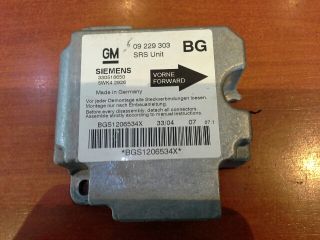 GM
09 229 303
BG
SRS Unit
SIEMENS
5WK4 2926
VORNE
FORWARD
Made in Germany
Vor jeder Demontage alle Steckverbindungen lösen.
Montage nur nach Einbauanleitung.
Before every disassembly, detach all connectors.
Assemble strictly according to manual instructions.
BGS1206534X
33/04
07
*BGS1206534X*